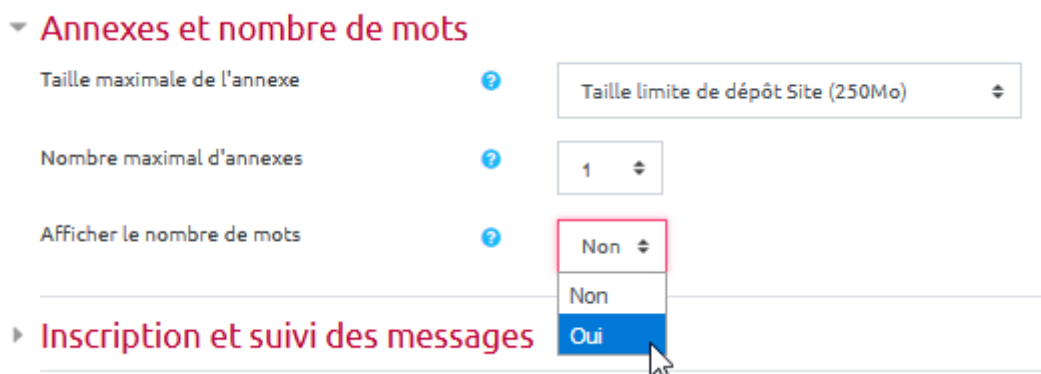 Annexes et nombre de mots
Taille maximale de l'annexe
Taille limite de dépôt Site (250Mo)
Nombre maximal d'annexes
1
Afficher le nombre de mots
Non
Non
Oui
Inscription et suivi des messages